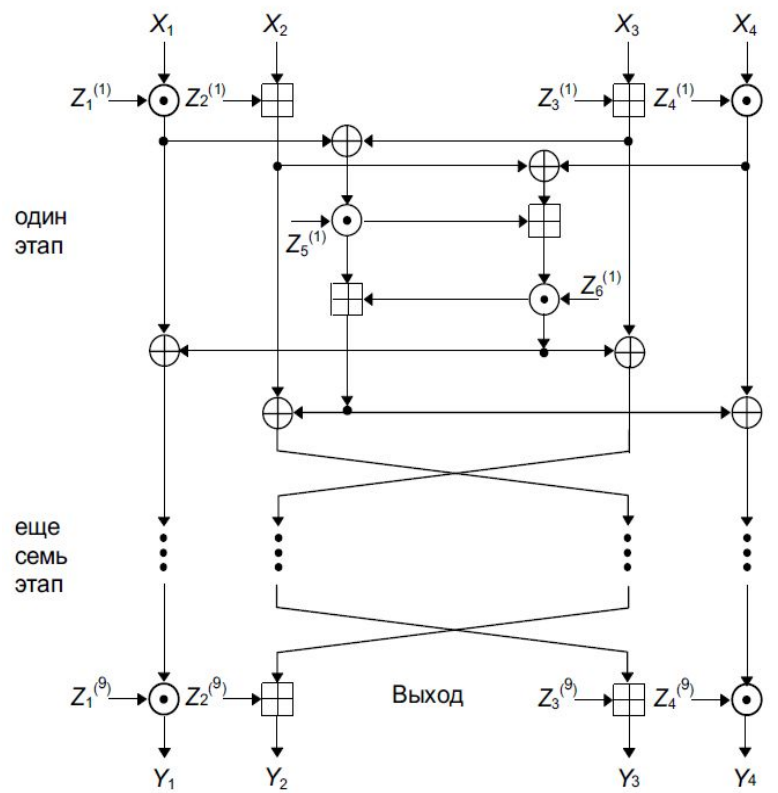 X1 X2 X3 X4
Z1(1) Z2(1) Z3(1) Z4(1)
один
этап
Z5(1)
Z6(1)
еще
семь
этап
Z1(9) Z2(9) Выход Z3(9) Z4(9)
Y1 Y2 Y3 Y4